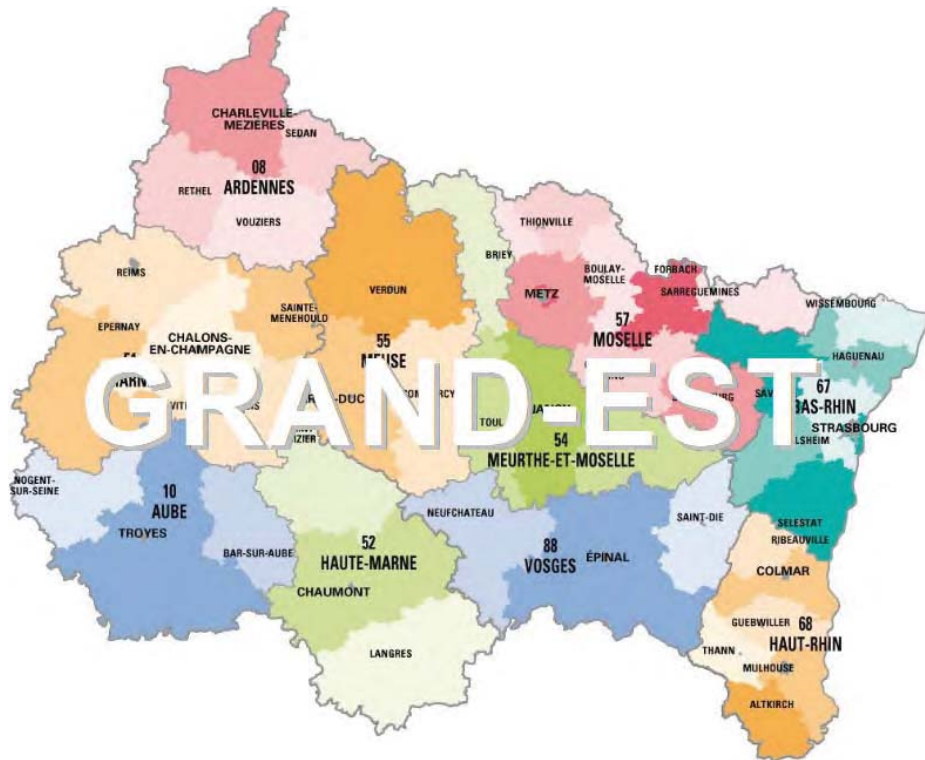 CHARLEVILLE-
MEZIERES
SEDAN
08
ARDENNES
RETHEL
VOUZIERS
THIONVILLE
BRIEY
BOULAY-
MOSELLE
FORBACH
SARREGUEMINES
REIMS
METZ
VERDUN
WISSEMBOURG
SAINTE-
MENEHOULD
EPERNAY
CHALONS-
EN-CHAMPAGNE
55
MEUSE
57
MOSELLE
HAGUENAU
67
BAS-RHIN
GRAND-EST
TOUL
STRASBOURG
54
MEURTHE-ET-MOSELLE
NOGENT-
SUR-SEINE
10
AUBE
TROYES
BAR-SUR-AUBE
52
HAUTE-MARNE
CHAUMONT
NEUFCHATEAU
88
VOSGES
ÉPINAL
SAINT-DIE
SELESTAT
RIBEAUVILLE
COLMAR
GUEBWILLER
68
HAUT-RHIN
THANN
MULHOUSE
LANGRES
ALTKIRCH